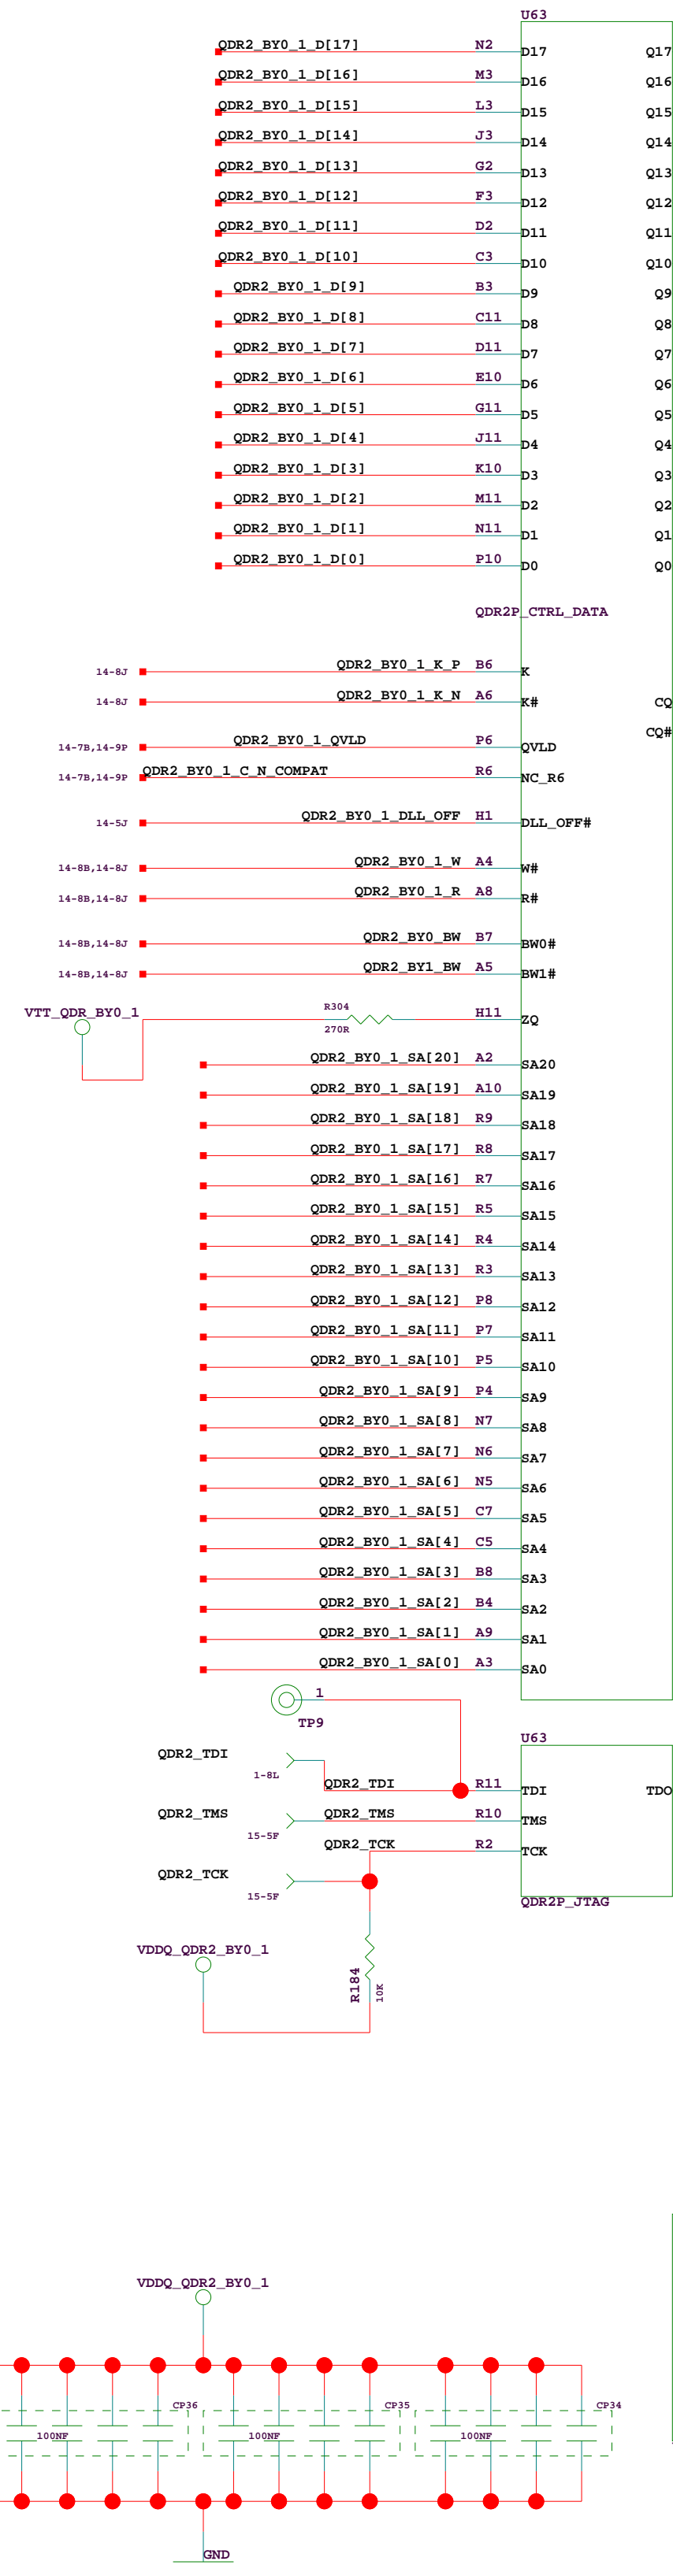 U63
QDR2_BY0_1_D[17] N2 D17 Q17
QDR2_BY0_1_D[16] M3 D16 Q16
QDR2_BY0_1_D[15] L3 D15 Q15
QDR2_BY0_1_D[14] J3 D14 Q14
QDR2_BY0_1_D[13] G2 D13 Q13
QDR2_BY0_1_D[12] F3 D12 Q12
QDR2_BY0_1_D[11] D2 D11 Q11
QDR2_BY0_1_D[10] C3 D10 Q10
QDR2_BY0_1_D[9] B3 D9 Q9
QDR2_BY0_1_D[8] C11 D8 Q8
QDR2_BY0_1_D[7] D11 D7 Q7
QDR2_BY0_1_D[6] E10 D6 Q6
QDR2_BY0_1_D[5] G11 D5 Q5
QDR2_BY0_1_D[4] J11 D4 Q4
QDR2_BY0_1_D[3] K10 D3 Q3
QDR2_BY0_1_D[2] M11 D2 Q2
QDR2_BY0_1_D[1] N11 D1 Q1
QDR2_BY0_1_D[0] P10 D0 Q0
QDR2P_CTRL_DATA
14-8J QDR2_BY0_1_K_P B6 K
14-8J QDR2_BY0_1_K_N A6 K# CQ
CQ#
14-7B,14-9P QDR2_BY0_1_QVLD P6 QVLD
14-7B,14-9P QDR2_BY0_1_C_N_COMPAT R6 NC_R6
14-5J QDR2_BY0_1_DLL_OFF H1 DLL_OFF#
14-8B,14-8J QDR2_BY0_1_W A4 W#
14-8B,14-8J QDR2_BY0_1_R A8 R#
14-8B,14-8J QDR2_BY0_BW B7 BW0#
14-8B,14-8J QDR2_BY1_BW A5 BW1#
VTT_QDR_BY0_1 R304 270R H11 ZQ
QDR2_BY0_1_SA[20] A2 SA20
QDR2_BY0_1_SA[19] A10 SA19
QDR2_BY0_1_SA[18] R9 SA18
QDR2_BY0_1_SA[17] R8 SA17
QDR2_BY0_1_SA[16] R7 SA16
QDR2_BY0_1_SA[15] R5 SA15
QDR2_BY0_1_SA[14] R4 SA14
QDR2_BY0_1_SA[13] R3 SA13
QDR2_BY0_1_SA[12] P8 SA12
QDR2_BY0_1_SA[11] P7 SA11
QDR2_BY0_1_SA[10] P5 SA10
QDR2_BY0_1_SA[9] P4 SA9
QDR2_BY0_1_SA[8] N7 SA8
QDR2_BY0_1_SA[7] N6 SA7
QDR2_BY0_1_SA[6] N5 SA6
QDR2_BY0_1_SA[5] C7 SA5
QDR2_BY0_1_SA[4] C5 SA4
QDR2_BY0_1_SA[3] B8 SA3
QDR2_BY0_1_SA[2] B4 SA2
QDR2_BY0_1_SA[1] A9 SA1
QDR2_BY0_1_SA[0] A3 SA0
1
TP9
U63
QDR2_TDI
1-8L
QDR2_TDI R11 TDI TDO
QDR2_TMS QDR2_TMS R10 TMS
15-5F
QDR2_TCK R2 TCK
QDR2_TCK
15-5F
QDR2P_JTAG
VDDQ_QDR2_BY0_1
R184
10K
VDDQ_QDR2_BY0_1
CP36 CP35 CP34
100NF 100NF 100NF
GND